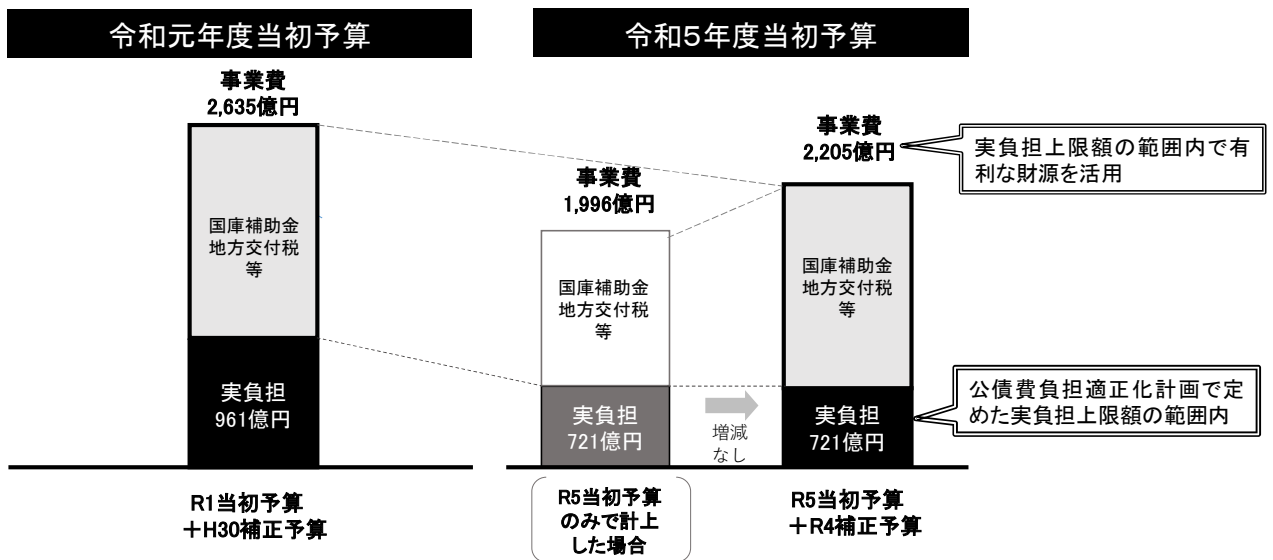 令和元年度当初予算
事業費
2,635億円
国庫補助金
地方交付税
等
実負担
961億円
R1当初予算
＋H30補正予算
令和5年度当初予算
事業費
1,996億円
国庫補助金
地方交付税
等
実負担
721億円
R5当初予算
のみで計上
した場合
増減
なし
事業費
2,205億円
国庫補助金
地方交付税
等
実負担
721億円
R5当初予算
＋R4補正予算
実負担上限額の範囲内で有
利な財源を活用
公債費負担適正化計画で定
めた実負担上限額の範囲内